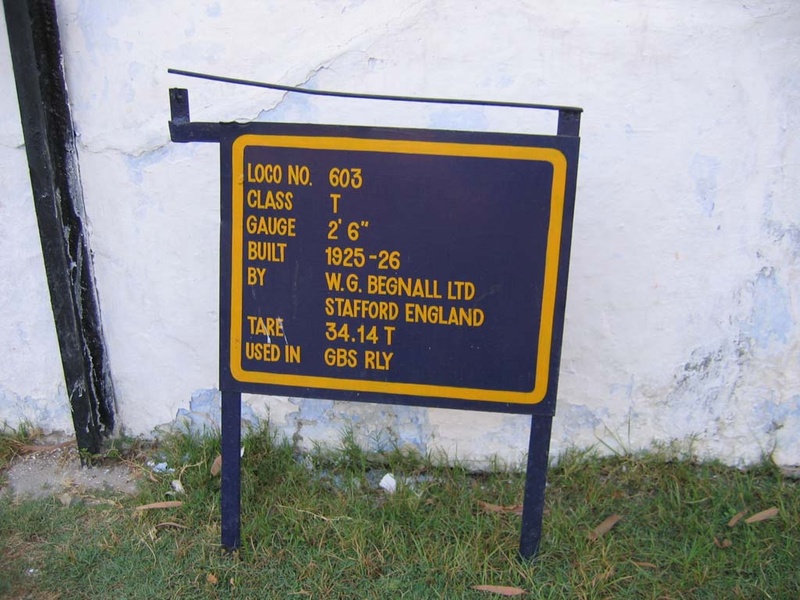 LOCO NO. 603
CLASS T
GAUGE 2' 6"
BUILT 1925-26
BY W.G. BEGNALL LTD
STAFFORD ENGLAND
TARE 34.14 T
USED IN GBS RLY